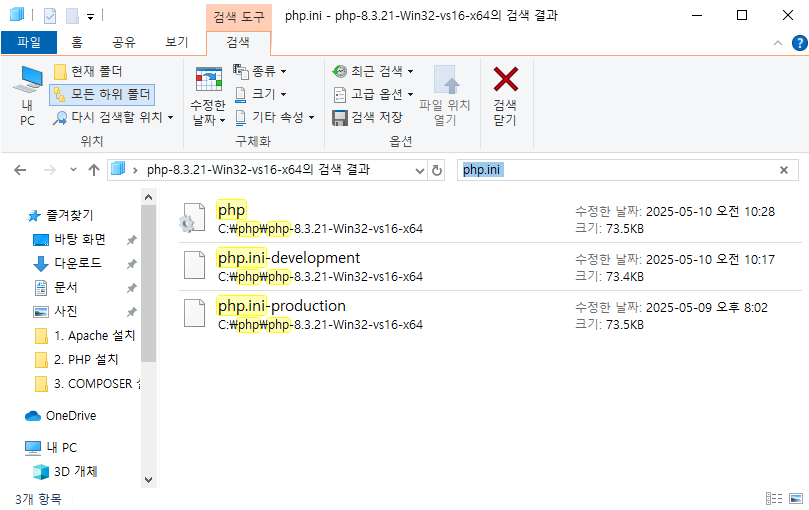 검색 도구
php.ini - php-8.3.21-Win32-vs16-x64의 검색 결과
파일 홈 공유 보기 검색
내 PC
현재 폴더
모든 하위 폴더
다시 검색할 위치
위치
수정한 날짜
종류
크기
기타 속성
구체화
최근 검색
고급 옵션
검색 저장
파일 위치 열기
옵션
검색 닫기
php-8.3.21-Win32-vs16-x64의 검색 결과
php.ini
즐겨찾기
바탕 화면
다운로드
문서
사진
1. Apache 설치
2. PHP 설치
3. COMPOSER
OneDrive
내 PC
3D 개체
php
수정한 날짜: 2025-05-10 오전 10:28
C:₩php₩php-8.3.21-Win32-vs16-x64
크기: 73.5KB
php.ini-development
수정한 날짜: 2025-05-10 오전 10:17
C:₩php₩php-8.3.21-Win32-vs16-x64
크기: 73.4KB
php.ini-production
수정한 날짜: 2025-05-09 오후 8:02
C:₩php₩php-8.3.21-Win32-vs16-x64
크기: 73.5KB
3개 항목